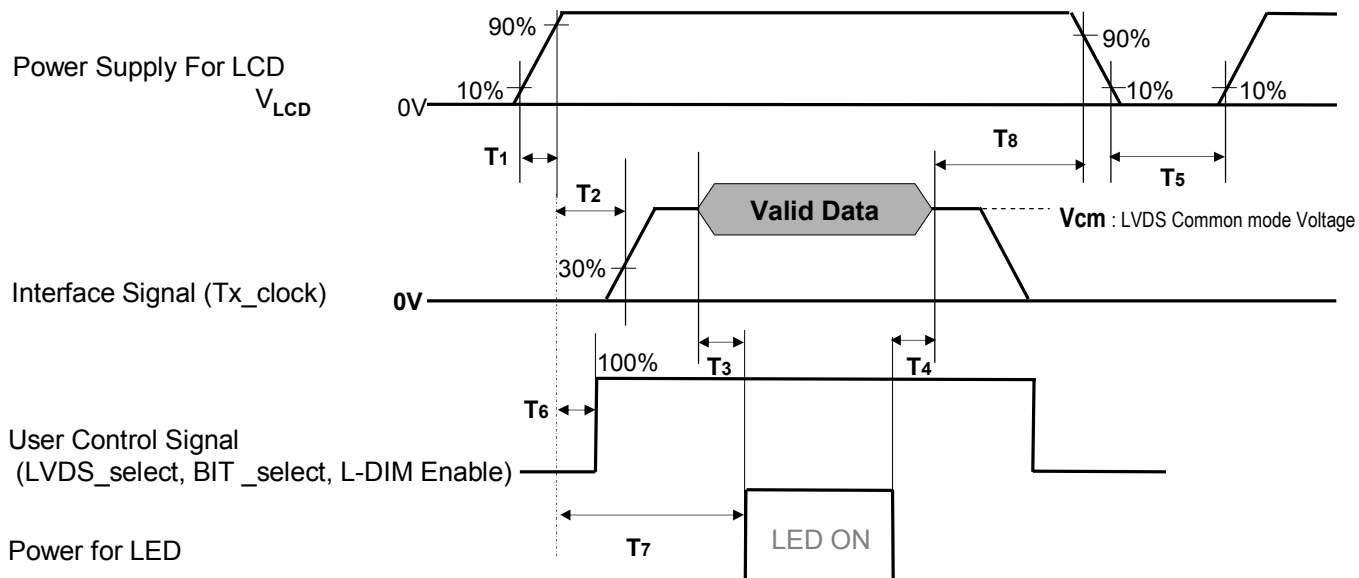 90%
90%
Power Supply For LCD
VLCD
10%
0V
10%
10%
T1
T8
T5
T2
Valid Data
Vcm : LVDS Common mode Voltage
30%
Interface Signal (Tx_clock)
0V
T3
T4
100%
T6
User Control Signal
(LVDS_select, BIT _select, L-DIM Enable)
T7
LED ON
Power for LED